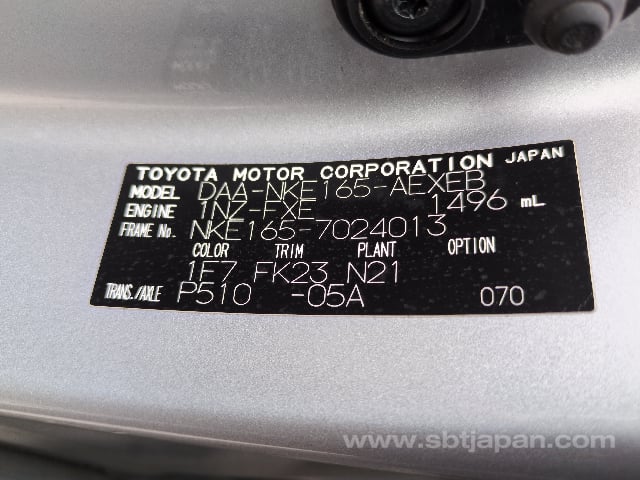 TOYOTA MOTOR CORPORATION JAPAN
MODEL DAA-NKE165-AEXEB
ENGINE 1NZ-FXE 1496 mL
FRAME No. NKE165-7024013
COLOR TRIM PLANT OPTION
1F7 FK23 N21
TRANS./AXLE P510 -05A 070
www.sbtjapan.com